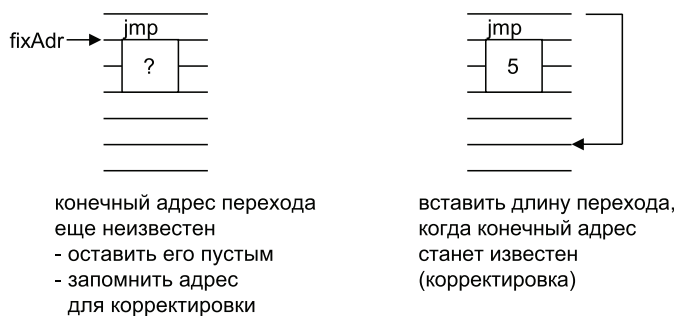 jmp
fixAdr
?
конечный адрес перехода
еще неизвестен
- оставить его пустым
- запомнить адрес
для корректировки
jmp
5
вставить длину перехода,
когда конечный адрес
станет известен
(корректировка)